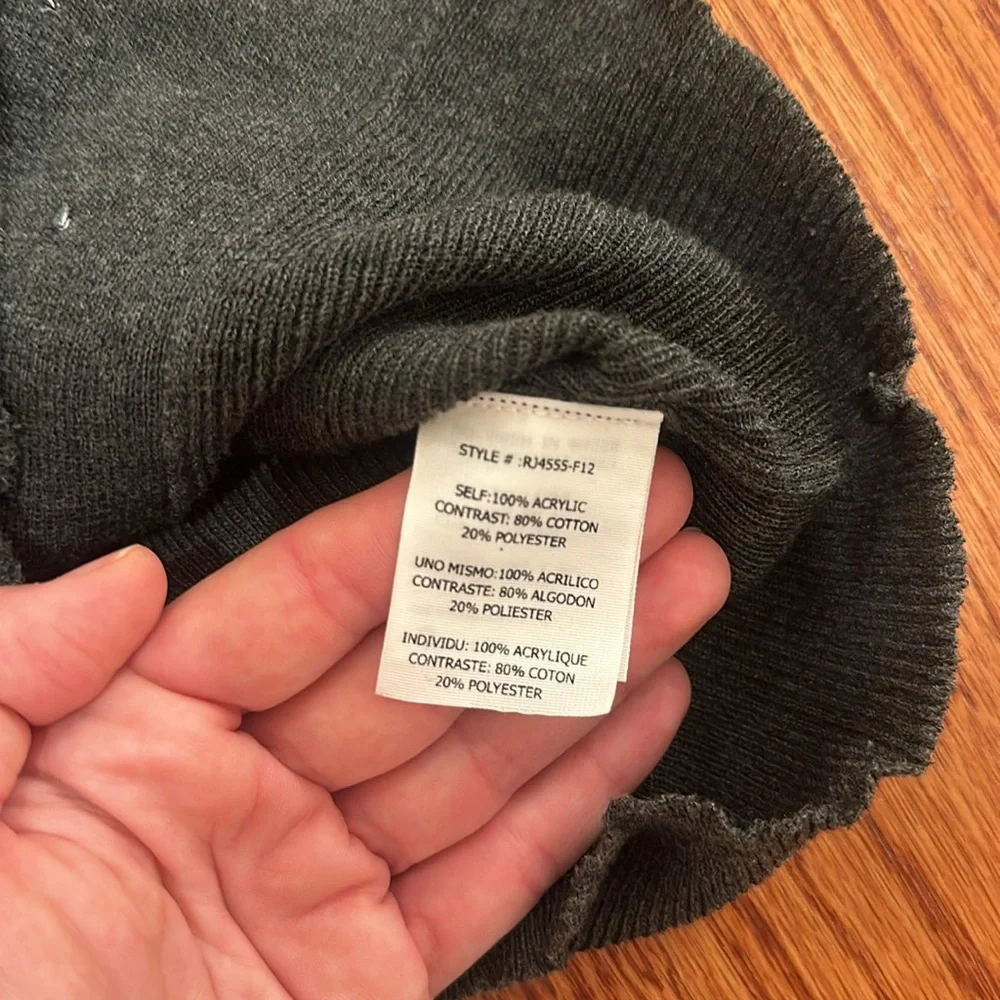 STYLE # :RJ4555-F12
SELF:100% ACRYLIC
CONTRAST: 80% COTTON
20% POLYESTER
UNO MISMO:100% ACRILICO
CONTRASTE: 80% ALGODON
20% POLIESTER
INDIVIDU: 100% ACRYLIQUE
CONTRASTE: 80% COTON
20% POLYESTER